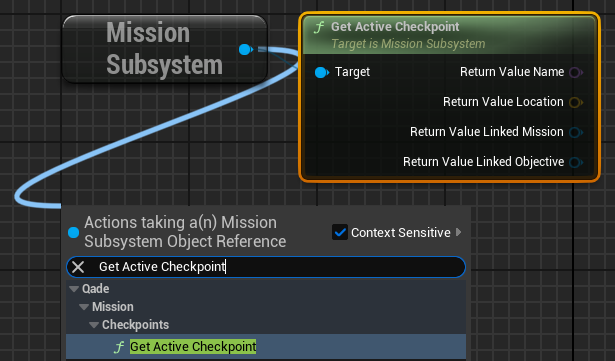 Mission
Subsystem
Get Active Checkpoint
Target is Mission Subsystem
Target
Return Value Name
Return Value Location
Return Value Linked Mission
Return Value Linked Objective
Actions taking a(n) Mission
Subsystem Object Reference
Context Sensitive
Get Active Checkpoint
Qade
Mission
Checkpoints
f Get Active Checkpoint